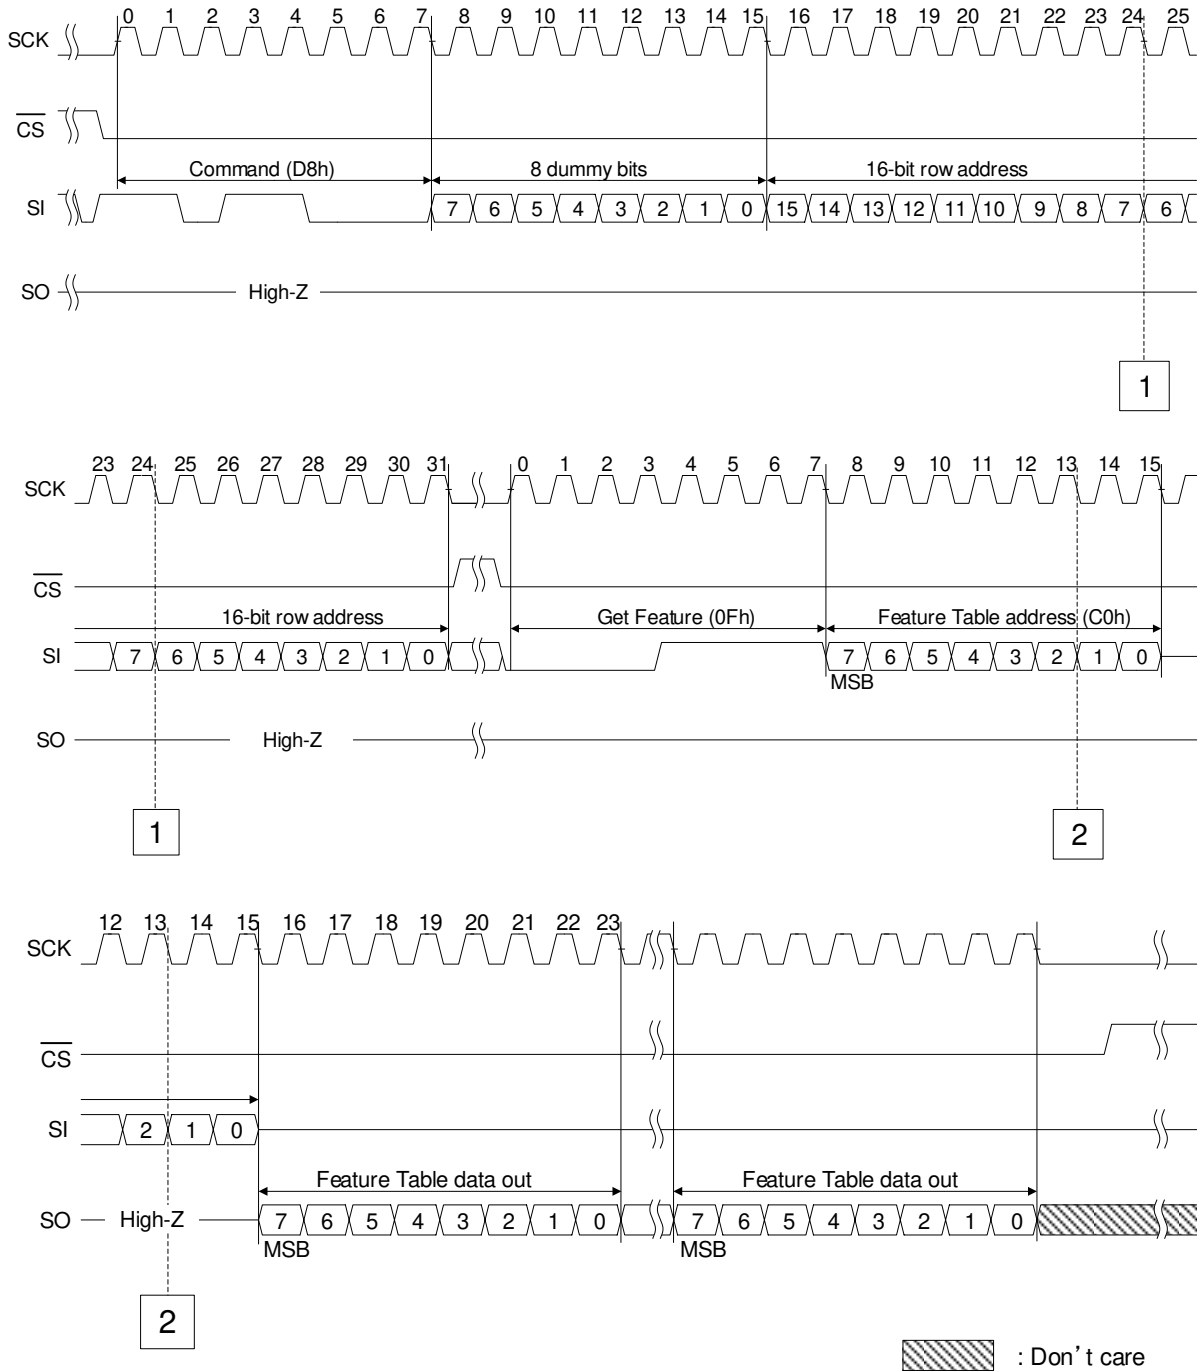 0 1 2 3 4 5 6 7 8 9 10 11 12 13 14 15 16 17 18 19 20 21 22 23 24 25
SCK
CS
Command (D8h) 8 dummy bits 16-bit row address
SI 7 6 5 4 3 2 1 0 15 14 13 12 11 10 9 8 7 6
SO High-Z
1
23 24 25 26 27 28 29 30 31 0 1 2 3 4 5 6 7 8 9 10 11 12 13 14 15
SCK
CS
16-bit row address Get Feature (0Fh) Feature Table address (C0h)
SI 7 6 5 4 3 2 1 0 7 6 5 4 3 2 1 0
MSB
SO High-Z
1 2
12 13 14 15 16 17 18 19 20 21 22 23
SCK
CS
SI 2 1 0
Feature Table data out Feature Table data out
SO High-Z 7 6 5 4 3 2 1 0 7 6 5 4 3 2 1 0
MSB MSB
2
: Don't care